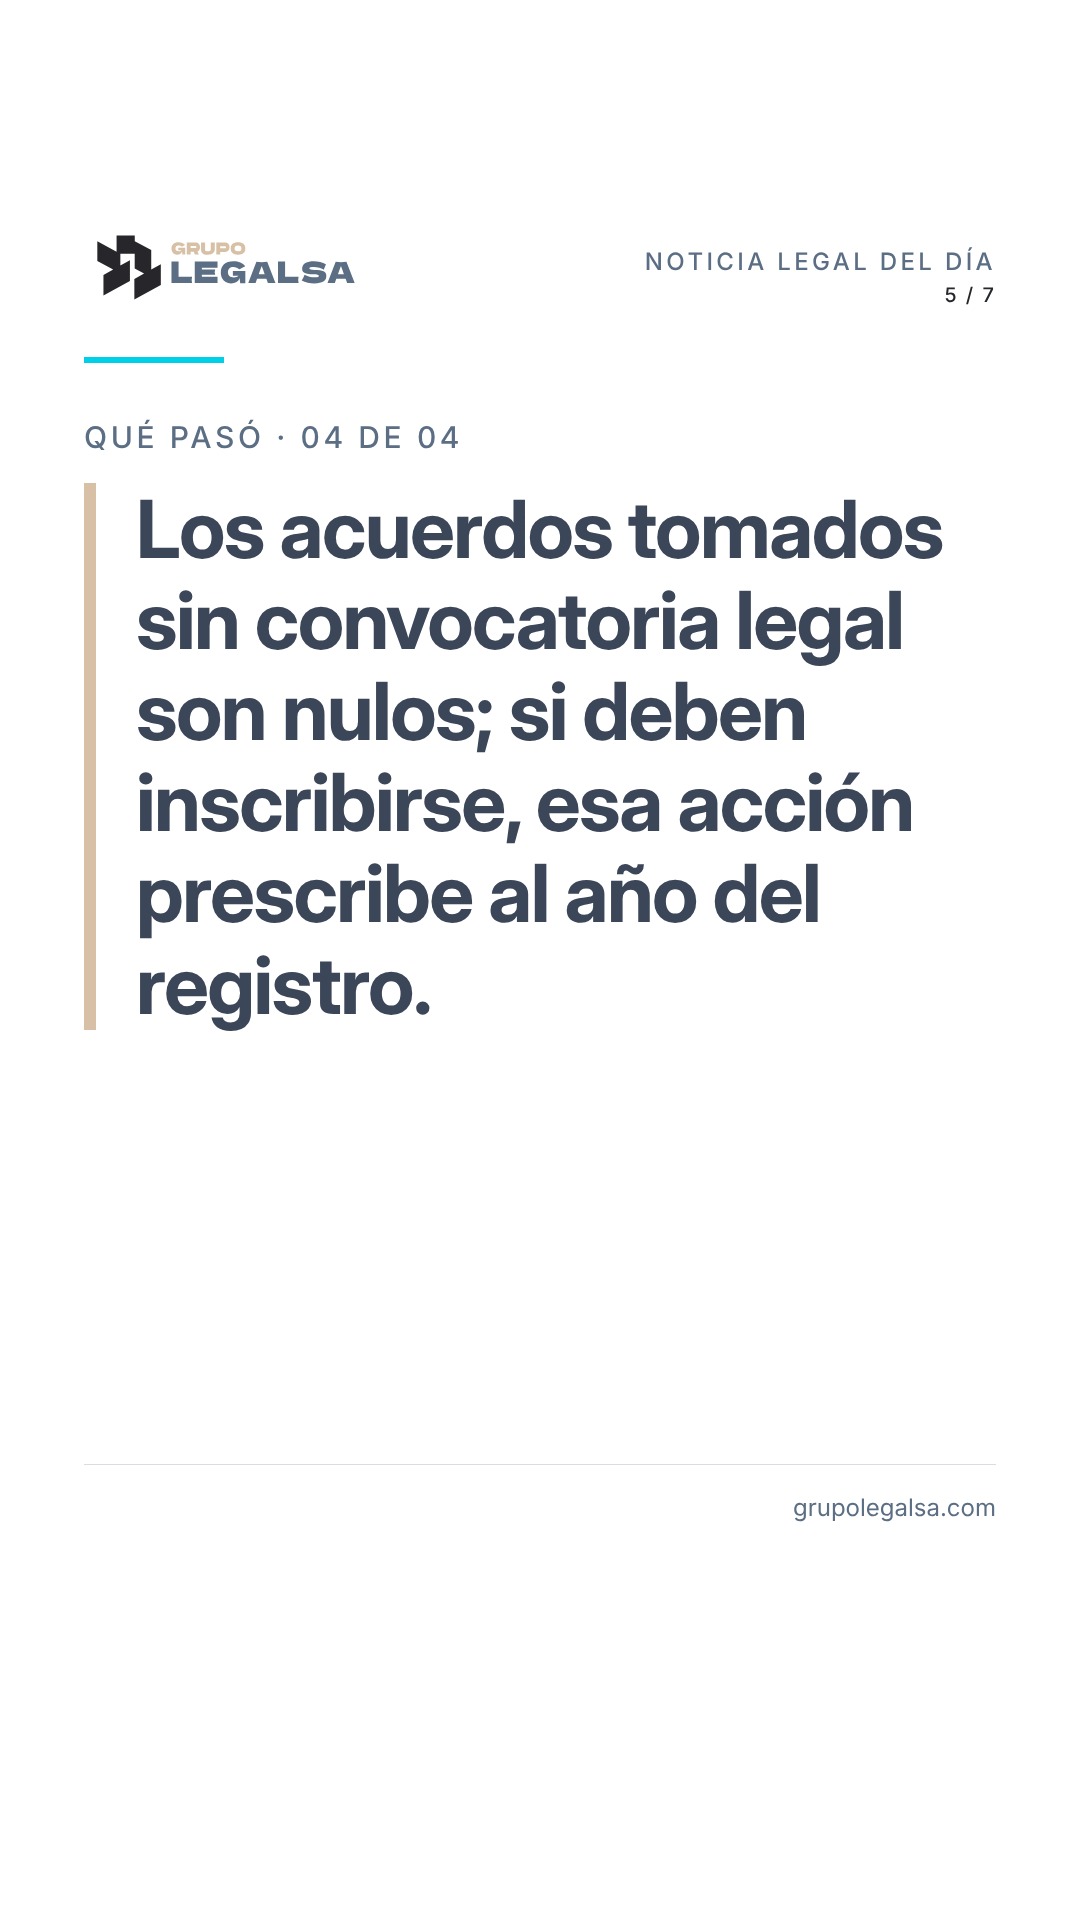 GRUPO
LEGALSA
NOTICIA LEGAL DEL DÍA
5 / 7
QUÉ PASÓ · 04 DE 04
Los acuerdos tomados
sin convocatoria legal
son nulos; si deben
inscribirse, esa acción
prescribe al año del
registro.
grupolegalsa.com